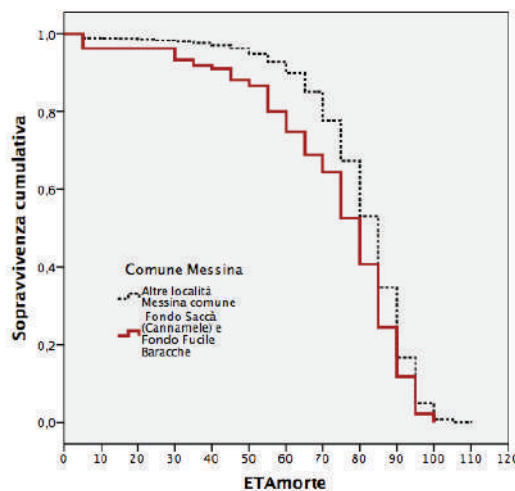 1,0
0,8
0,6
0,4
0,2
0,0
Sopravvivenza cumulativa
Comune Messina
Altre località
Messina comune
Fondo Saccà
(Cannamele) e
Fondo Fucile
Baracche
0 10 20 30 40 50 60 70 80 90 100 110 120
ETAmorte